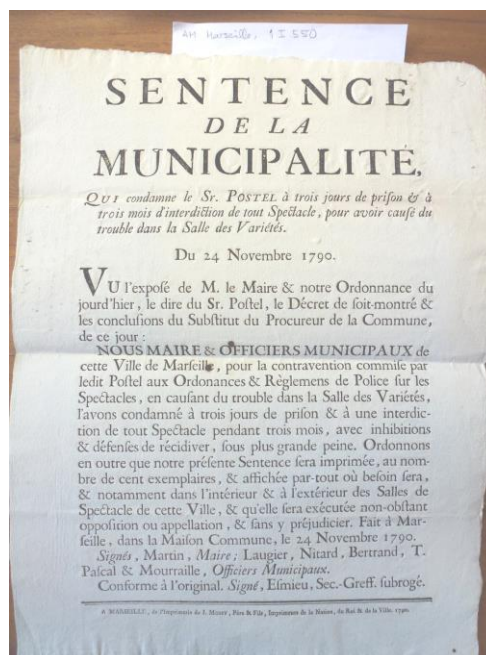 AM Marseille, 1 I 550
SENTENCE
DE LA
MUNICIPALITÉ,
QUI condamne le Sr. POSTEL à trois jours de prison & à
trois mois d'interdiction de tout Spectacle, pour avoir causé du
trouble dans la Salle des Variétés.
Du 24 Novembre 1790.
VU l'exposé de M. le Maire & notre Ordonnance du
jourd'hier, le dire du Sr. Postel, le Décret de soit-montré &
les conclusions du Substitut du Procureur de la Commune,
de ce jour :
NOUS MAIRE & OFFICIERS MUNICIPAUX de
cette Ville de Marseille, pour la contravention commise par
ledit Postel aux Ordonances & Réglemens de Police sur les
Spectacles, en causant du trouble dans la Salle des Variétés,
l'avons condamné à trois jours de prison & à une interdic-
tion de tout Spectacle pendant trois mois, avec inhibitions
& défenses de récidiver, sous plus grande peine. Ordonnons
en outre que notre présente Sentence sera imprimée, au nom-
bre de cent exemplaires, & affichée par-tout où besoin sera,
& notamment dans l'intérieur & à l'extérieur des Salles de
Spectacle de cette Ville, & qu'elle sera exécutée non-obstant
opposition ou appellation, & sans y préjudicier. Fait à Mar-
seille, dans la Maison Commune, le 24 Novembre 1790.
Signés, Martin, Maire; Laugier, Nitard, Bertrand, T.
Pascal & Mourraille, Officiers Municipaux.
Conforme à l'original. Signé, Esmieu, Sec.-Greff. subrogé.
A MARSEILLE, de l'Imprimerie de J. Mossy, Père & Fils, Imprimeurs de la Nation, du Roi & de la Ville. 1790.